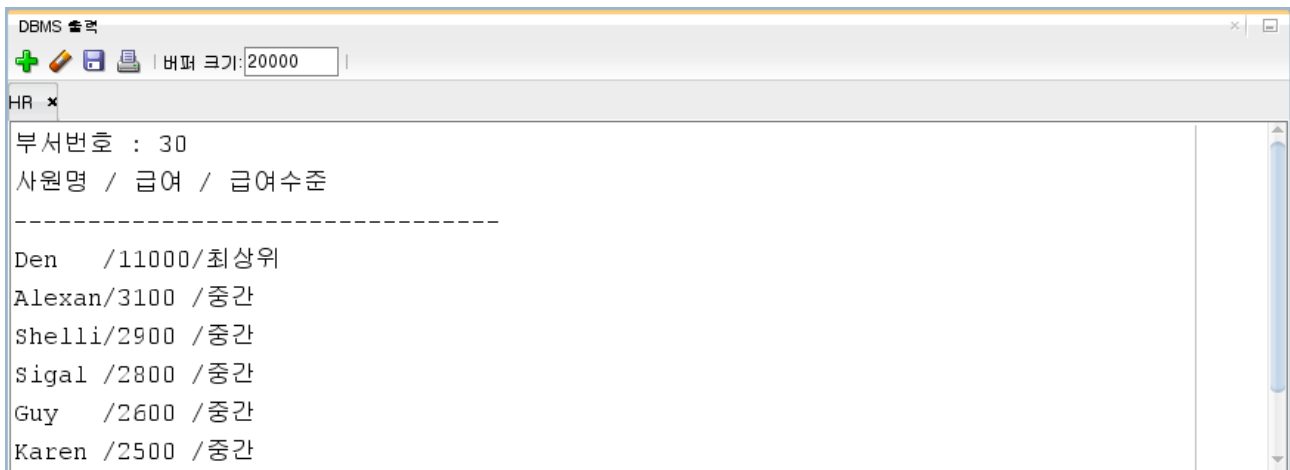 DBMS 출력
버퍼 크기: 20000
HR
부서번호 : 30
사원명 / 급여 / 급여수준
---------------------------------
Den   /11000/최상위
Alexan/3100 /중간
Shelli/2900 /중간
Sigal /2800 /중간
Guy   /2600 /중간
Karen /2500 /중간